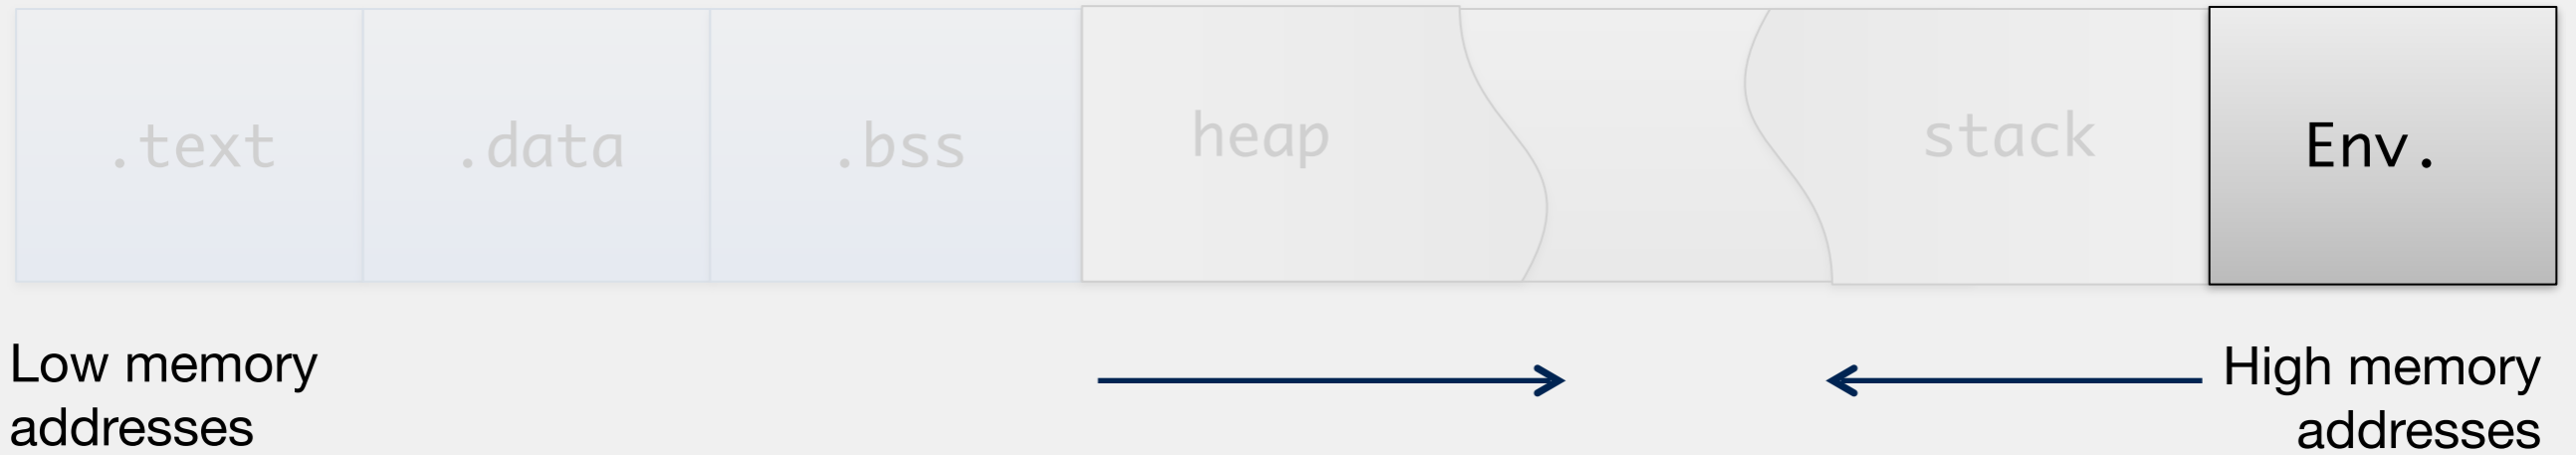 .text
.data
.bss
heap
stack
Env.
Low memory
addresses
High memory
addresses